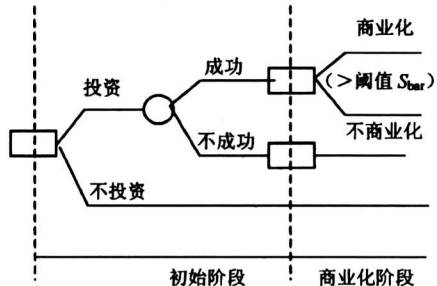 商业化
成功
投资
(>阈值 Sbar)
不成功
不商业化
不投资
初始阶段
商业化阶段